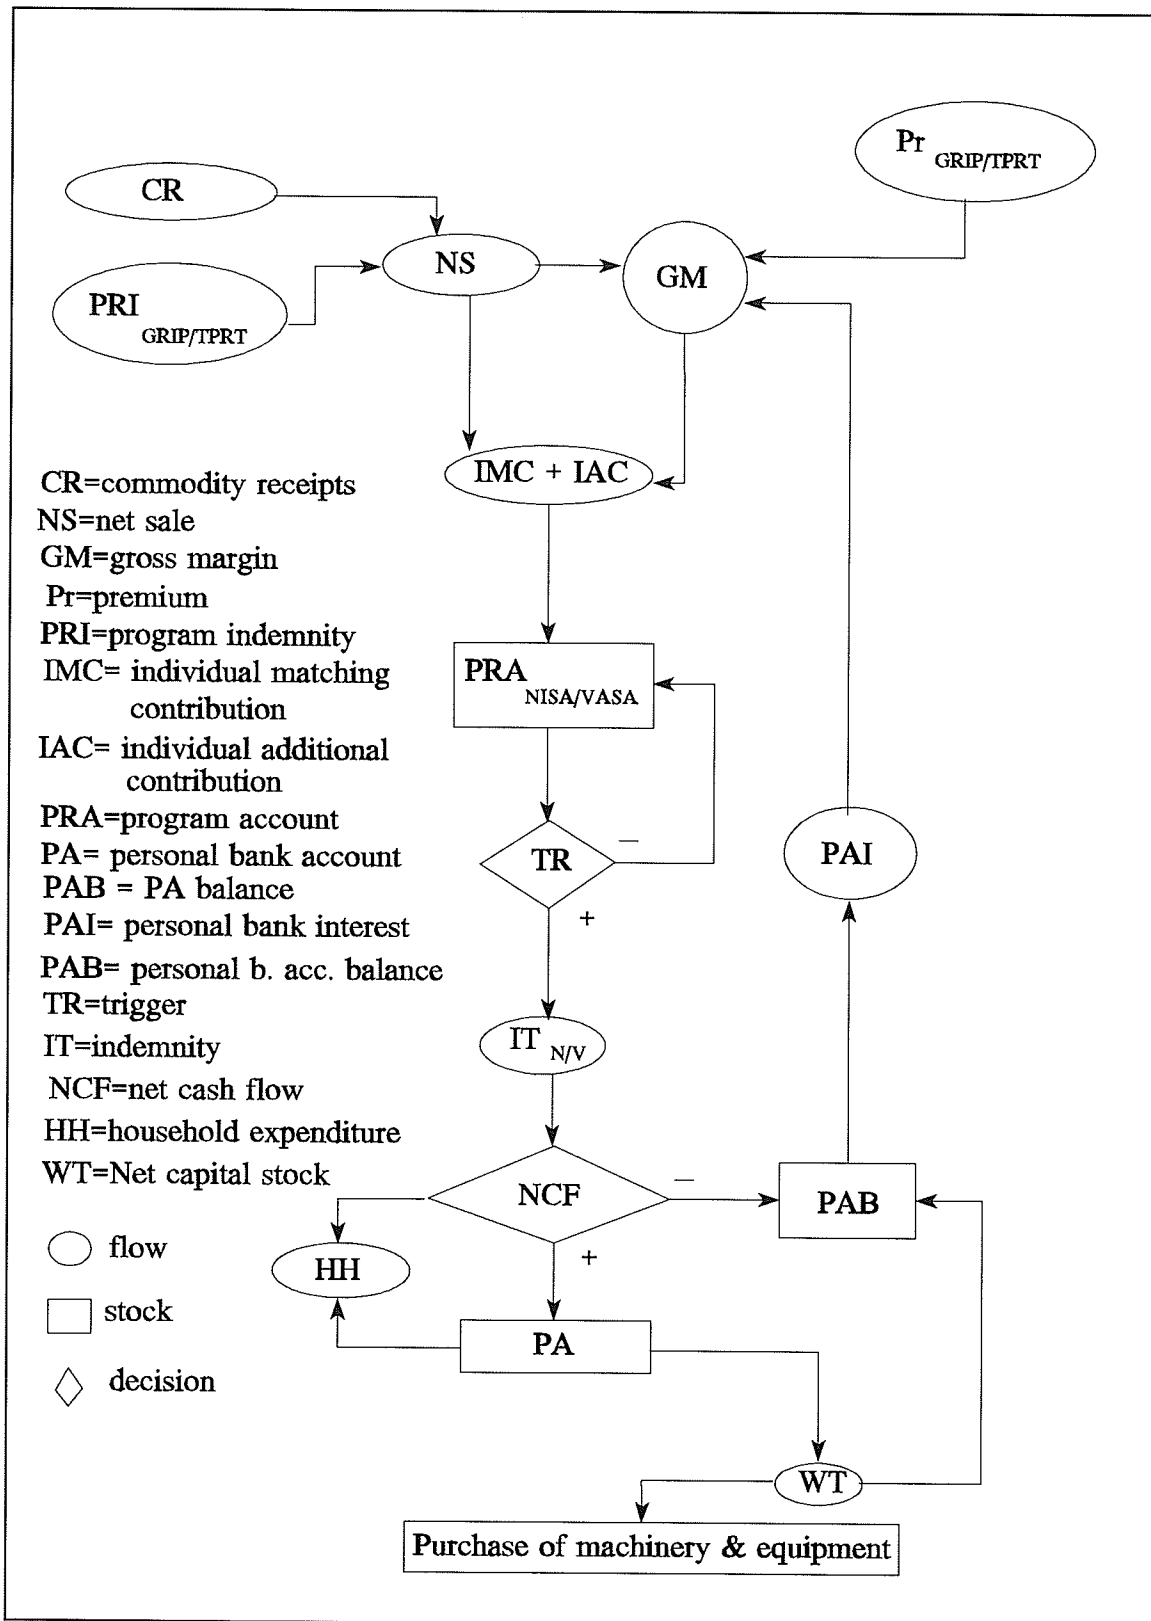 Pr GRIP/TPRT
CR
NS
GM
PRI GRIP/TPRT
IMC + IAC
CR=commodity receipts
NS=net sale
GM=gross margin
Pr=premium
PRI=program indemnity
IMC= individual matching
contribution
IAC= individual additional
contribution
PRA=program account
PA= personal bank account
PAB = PA balance
PAI= personal bank interest
PAB= personal b. acc. balance
TR=trigger
IT=indemnity
NCF=net cash flow
HH=household expenditure
WT=Net capital stock
flow
stock
decision
PRA NISA/VASA
TR
−
+
PAI
IT N/V
NCF
−
+
PAB
HH
PA
WT
Purchase of machinery & equipment